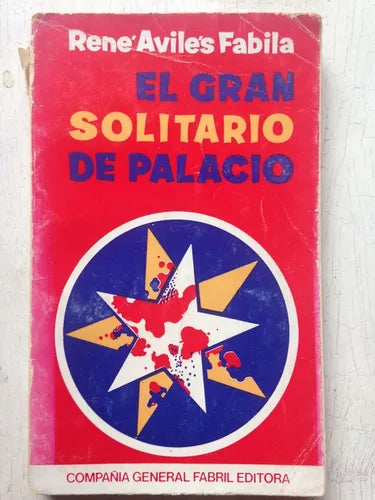 René Avilés Fabila
EL GRAN
SOLITARIO
DE PALACIO
COMPAÑIA GENERAL FABRIL EDITORA